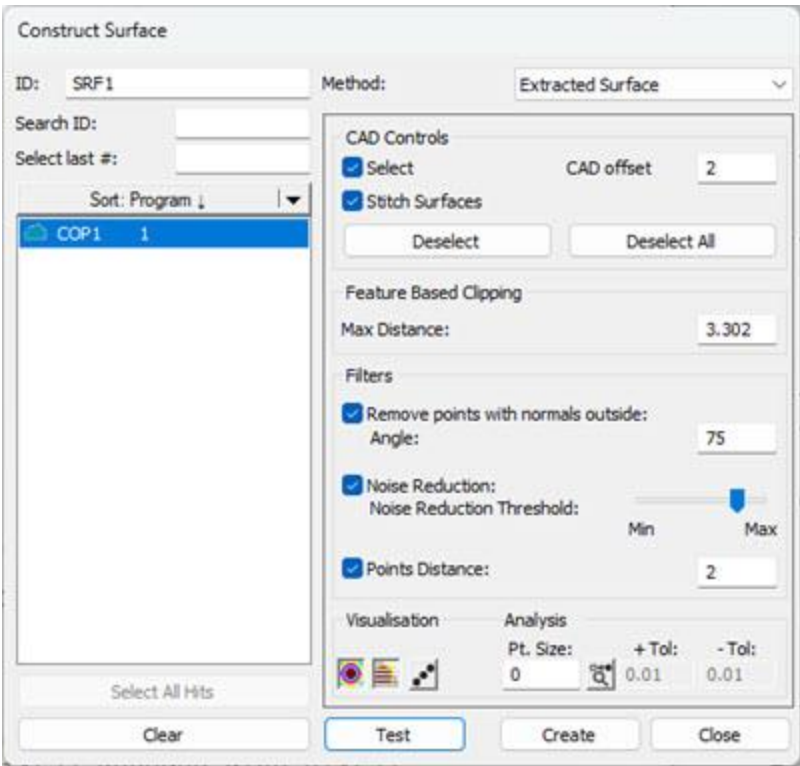 Construct Surface
ID: SRF1
Method: Extracted Surface
Search ID:
Select last #:
Sort: Program ↓
COP1 1
Select All Hits
Clear
CAD Controls
Select
CAD offset 2
Stitch Surfaces
Deselect
Deselect All
Feature Based Clipping
Max Distance: 3.302
Filters
Remove points with normals outside:
Angle: 75
Noise Reduction:
Noise Reduction Threshold:
Min Max
Points Distance: 2
Visualisation
Analysis
Pt. Size: + Tol: - Tol:
0 0.01 0.01
Test
Create
Close